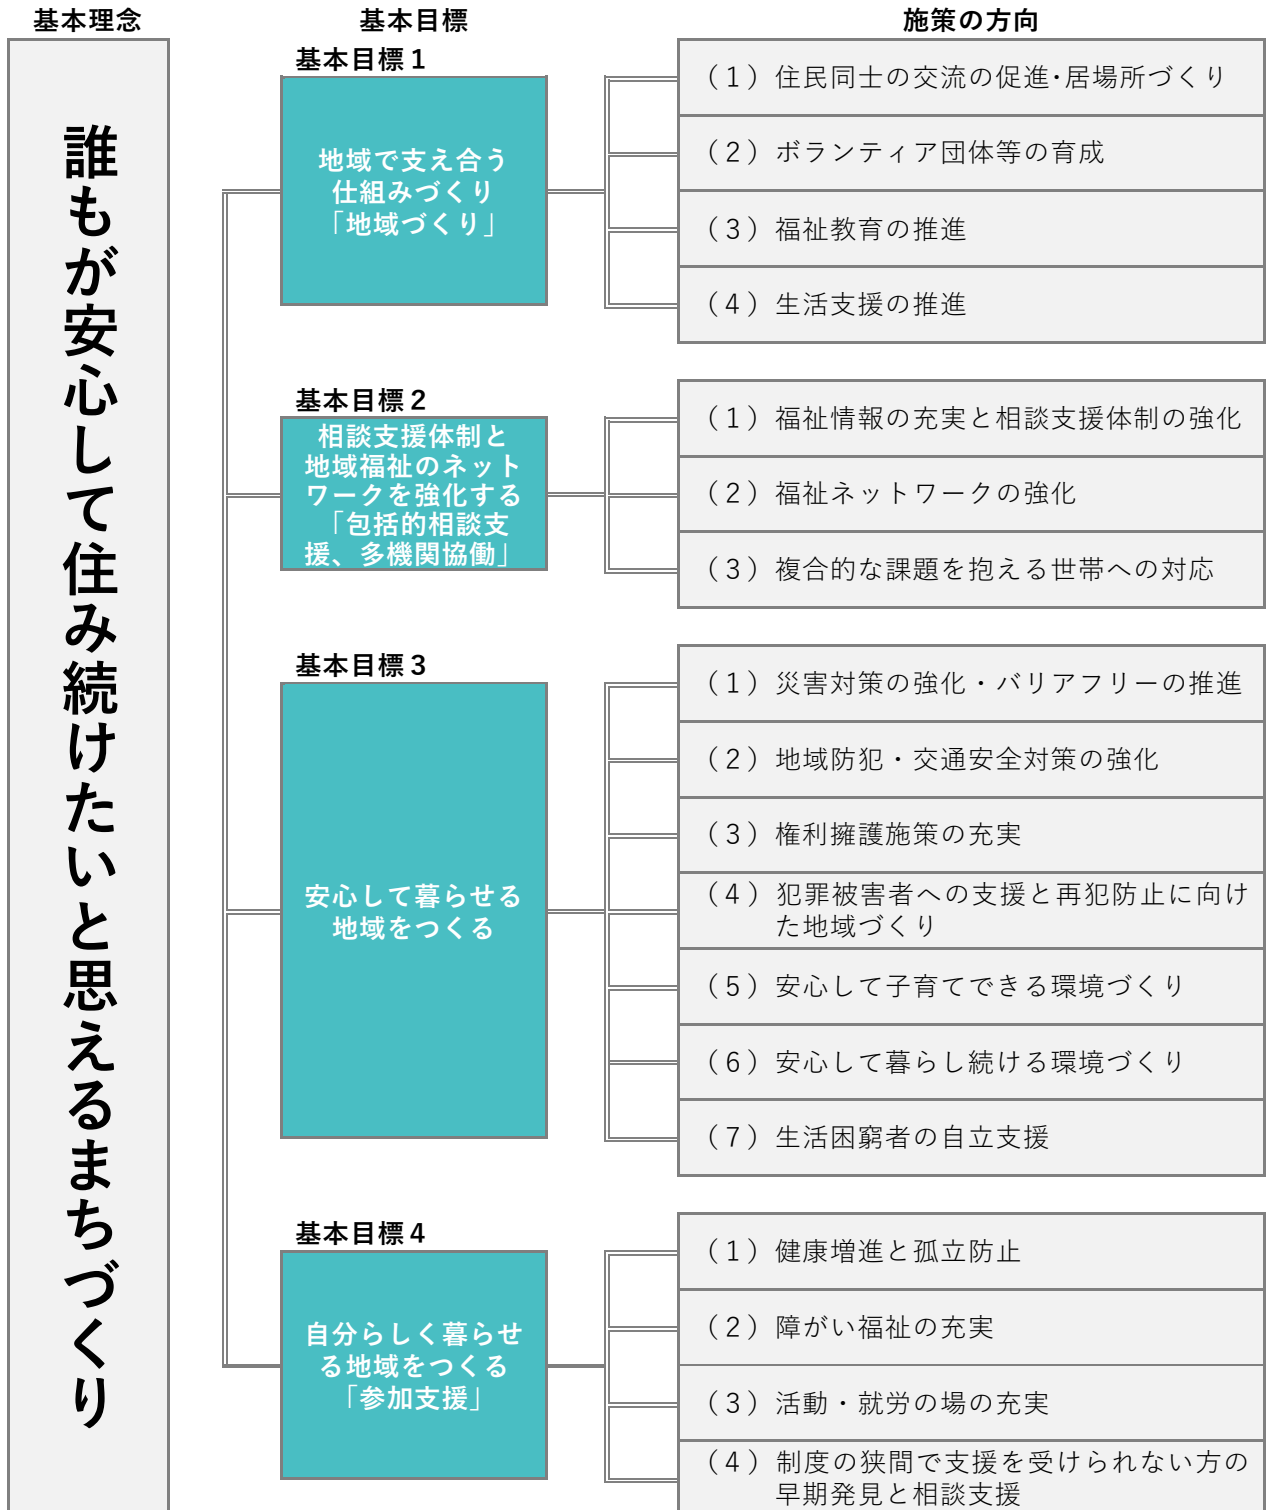 基本理念
基本目標
施策の方向
誰もが安心して住み続けたいと思えるまちづくり
基本目標１
地域で支え合う
仕組みづくり
「地域づくり」
（１）住民同士の交流の促進･居場所づくり
（２）ボランティア団体等の育成
（３）福祉教育の推進
（４）生活支援の推進
基本目標２
相談支援体制と
地域福祉のネット
ワークを強化する
「包括的相談支
援、多機関協働」
（１）福祉情報の充実と相談支援体制の強化
（２）福祉ネットワークの強化
（３）複合的な課題を抱える世帯への対応
基本目標３
安心して暮らせる
地域をつくる
（１）災害対策の強化・バリアフリーの推進
（２）地域防犯・交通安全対策の強化
（３）権利擁護施策の充実
（４）犯罪被害者への支援と再犯防止に向け
た地域づくり
（５）安心して子育てできる環境づくり
（６）安心して暮らし続ける環境づくり
（７）生活困窮者の自立支援
基本目標４
自分らしく暮らせ
る地域をつくる
「参加支援」
（１）健康増進と孤立防止
（２）障がい福祉の充実
（３）活動・就労の場の充実
（４）制度の狭間で支援を受けられない方の
早期発見と相談支援